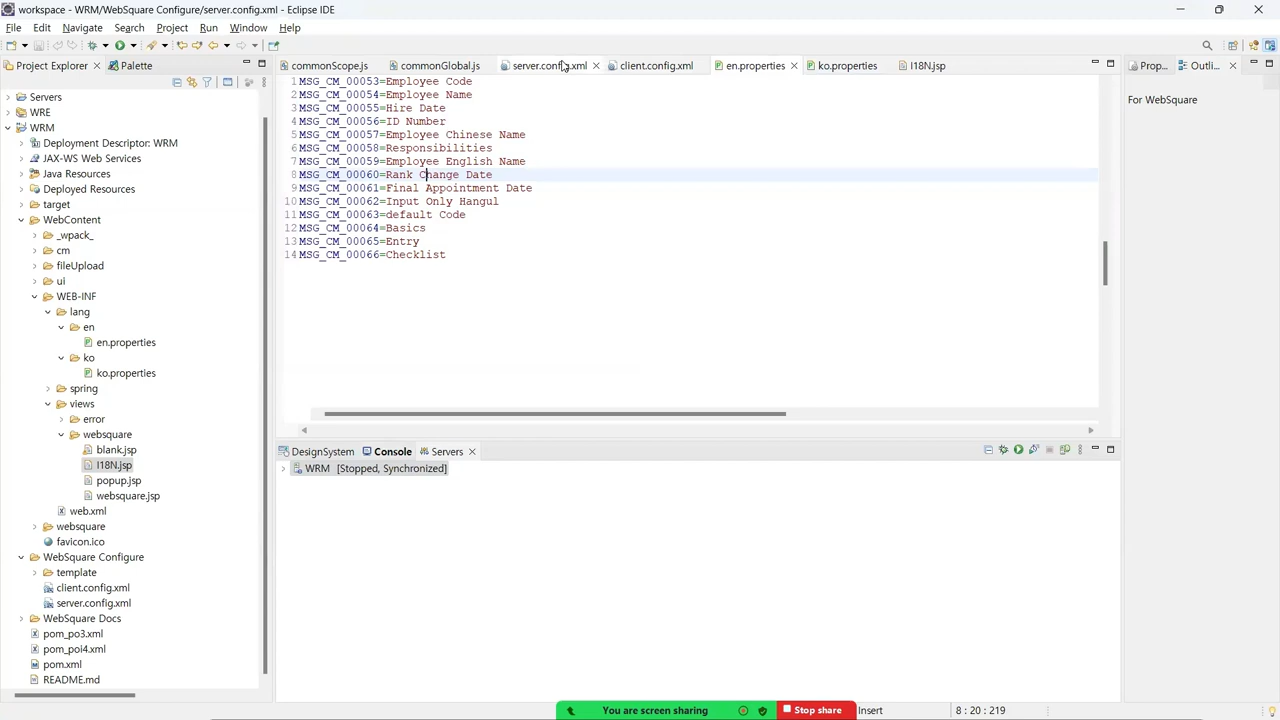 workspace - WRM/WebSquare Configure/server.config.xml - Eclipse IDE
File Edit Navigate Search Project Run Window Help
Project Explorer Palette
commonScope.js commonGlobal.js server.config.xml client.config.xml en.properties ko.properties I18N.jsp
Prop... Outli...
Servers
WRE
WRM
Deployment Descriptor: WRM
JAX-WS Web Services
Java Resources
Deployed Resources
target
WebContent
_wpack_
cm
fileUpload
ui
WEB-INF
lang
en
en.properties
ko
ko.properties
spring
views
error
websquare
blank.jsp
I18N.jsp
popup.jsp
websquare.jsp
web.xml
websquare
favicon.ico
WebSquare Configure
template
client.config.xml
server.config.xml
WebSquare Docs
pom_po3.xml
pom_poi4.xml
pom.xml
README.md
1 MSG_CM_00053=Employee Code
2 MSG_CM_00054=Employee Name
3 MSG_CM_00055=Hire Date
4 MSG_CM_00056=ID Number
5 MSG_CM_00057=Employee Chinese Name
6 MSG_CM_00058=Responsibilities
7 MSG_CM_00059=Employee English Name
8 MSG_CM_00060=Rank Change Date
9 MSG_CM_00061=Final Appointment Date
10 MSG_CM_00062=Input Only Hangul
11 MSG_CM_00063=default Code
12 MSG_CM_00064=Basics
13 MSG_CM_00065=Entry
14 MSG_CM_00066=Checklist
For WebSquare
DesignSystem Console Servers
WRM [Stopped, Synchronized]
You are screen sharing Stop share Insert 8 : 20 : 219